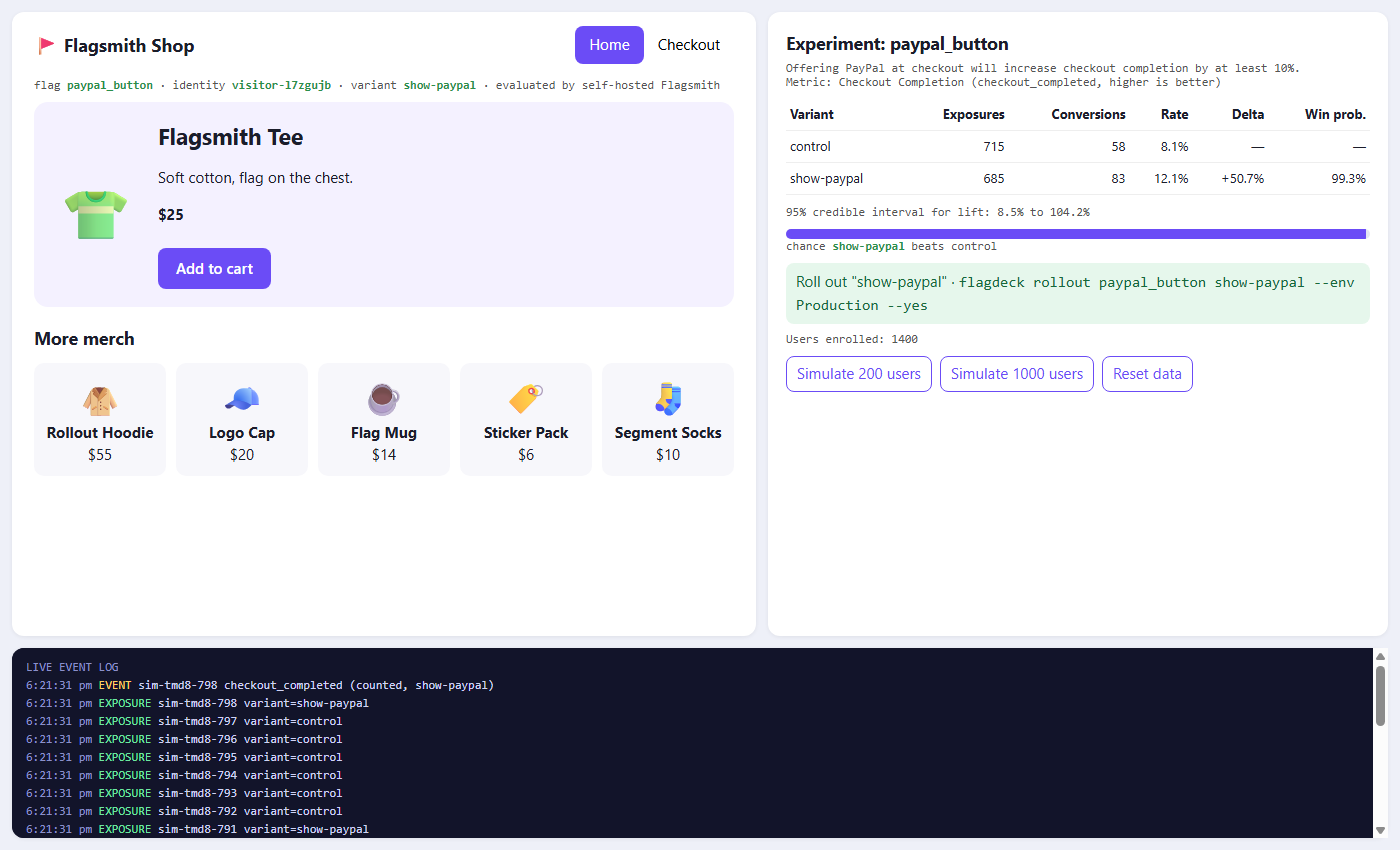 Flagsmith Shop
Home
Checkout
flag paypal_button · identity visitor-l7zgujb · variant show-paypal · evaluated by self-hosted Flagsmith
Flagsmith Tee
Soft cotton, flag on the chest.
$25
Add to cart
More merch
Rollout Hoodie
$55
Logo Cap
$20
Flag Mug
$14
Sticker Pack
$6
Segment Socks
$10
Experiment: paypal_button
Offering PayPal at checkout will increase checkout completion by at least 10%.
Metric: Checkout Completion (checkout_completed, higher is better)
Variant Exposures Conversions Rate Delta Win prob.
control 715 58 8.1% — —
show-paypal 685 83 12.1% +50.7% 99.3%
95% credible interval for lift: 8.5% to 104.2%
chance show-paypal beats control
Roll out "show-paypal" · flagdeck rollout paypal_button show-paypal --env
Production --yes
Users enrolled: 1400
Simulate 200 users
Simulate 1000 users
Reset data
LIVE EVENT LOG
6:21:31 pm EVENT sim-tmd8-798 checkout_completed (counted, show-paypal)
6:21:31 pm EXPOSURE sim-tmd8-798 variant=show-paypal
6:21:31 pm EXPOSURE sim-tmd8-797 variant=control
6:21:31 pm EXPOSURE sim-tmd8-796 variant=control
6:21:31 pm EXPOSURE sim-tmd8-795 variant=control
6:21:31 pm EXPOSURE sim-tmd8-794 variant=control
6:21:31 pm EXPOSURE sim-tmd8-793 variant=control
6:21:31 pm EXPOSURE sim-tmd8-792 variant=control
6:21:31 pm EXPOSURE sim-tmd8-791 variant=show-paypal